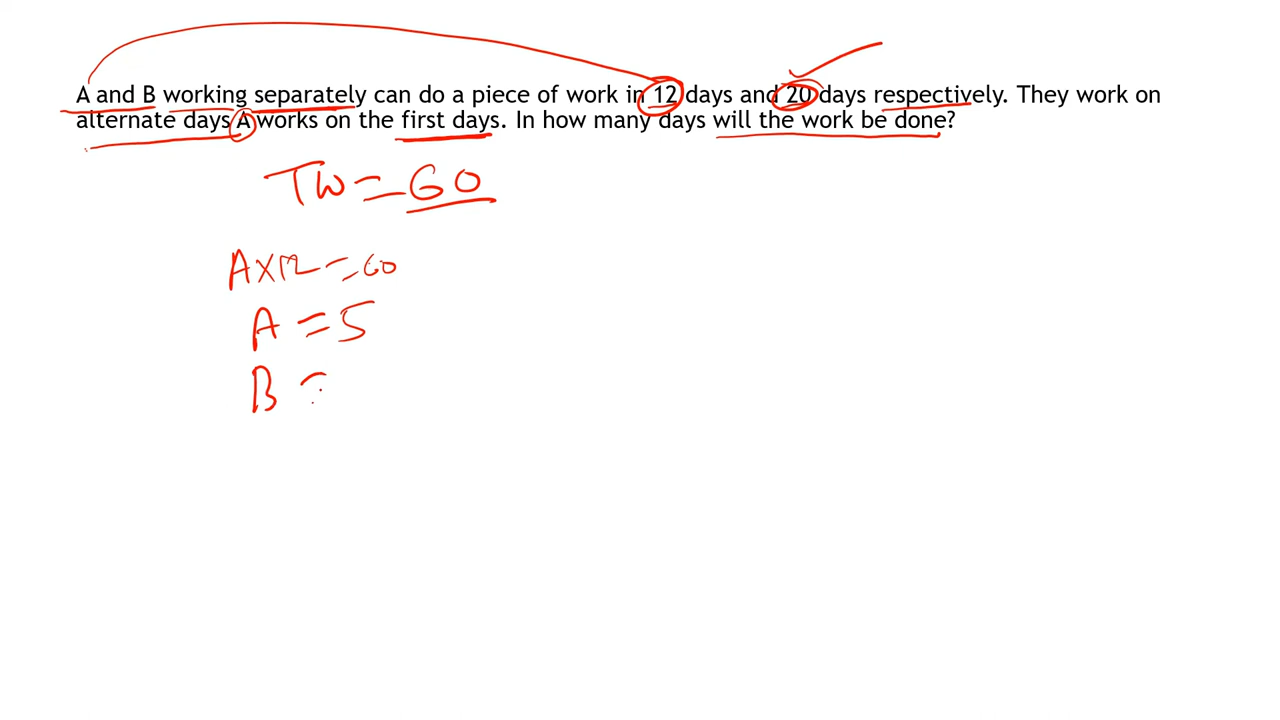 A and B working separately can do a piece of work in 12 days and 20 days respectively. They work on
alternate days A works on the first days. In how many days will the work be done?
TW = 60
A×12 = 60
A = 5
B =